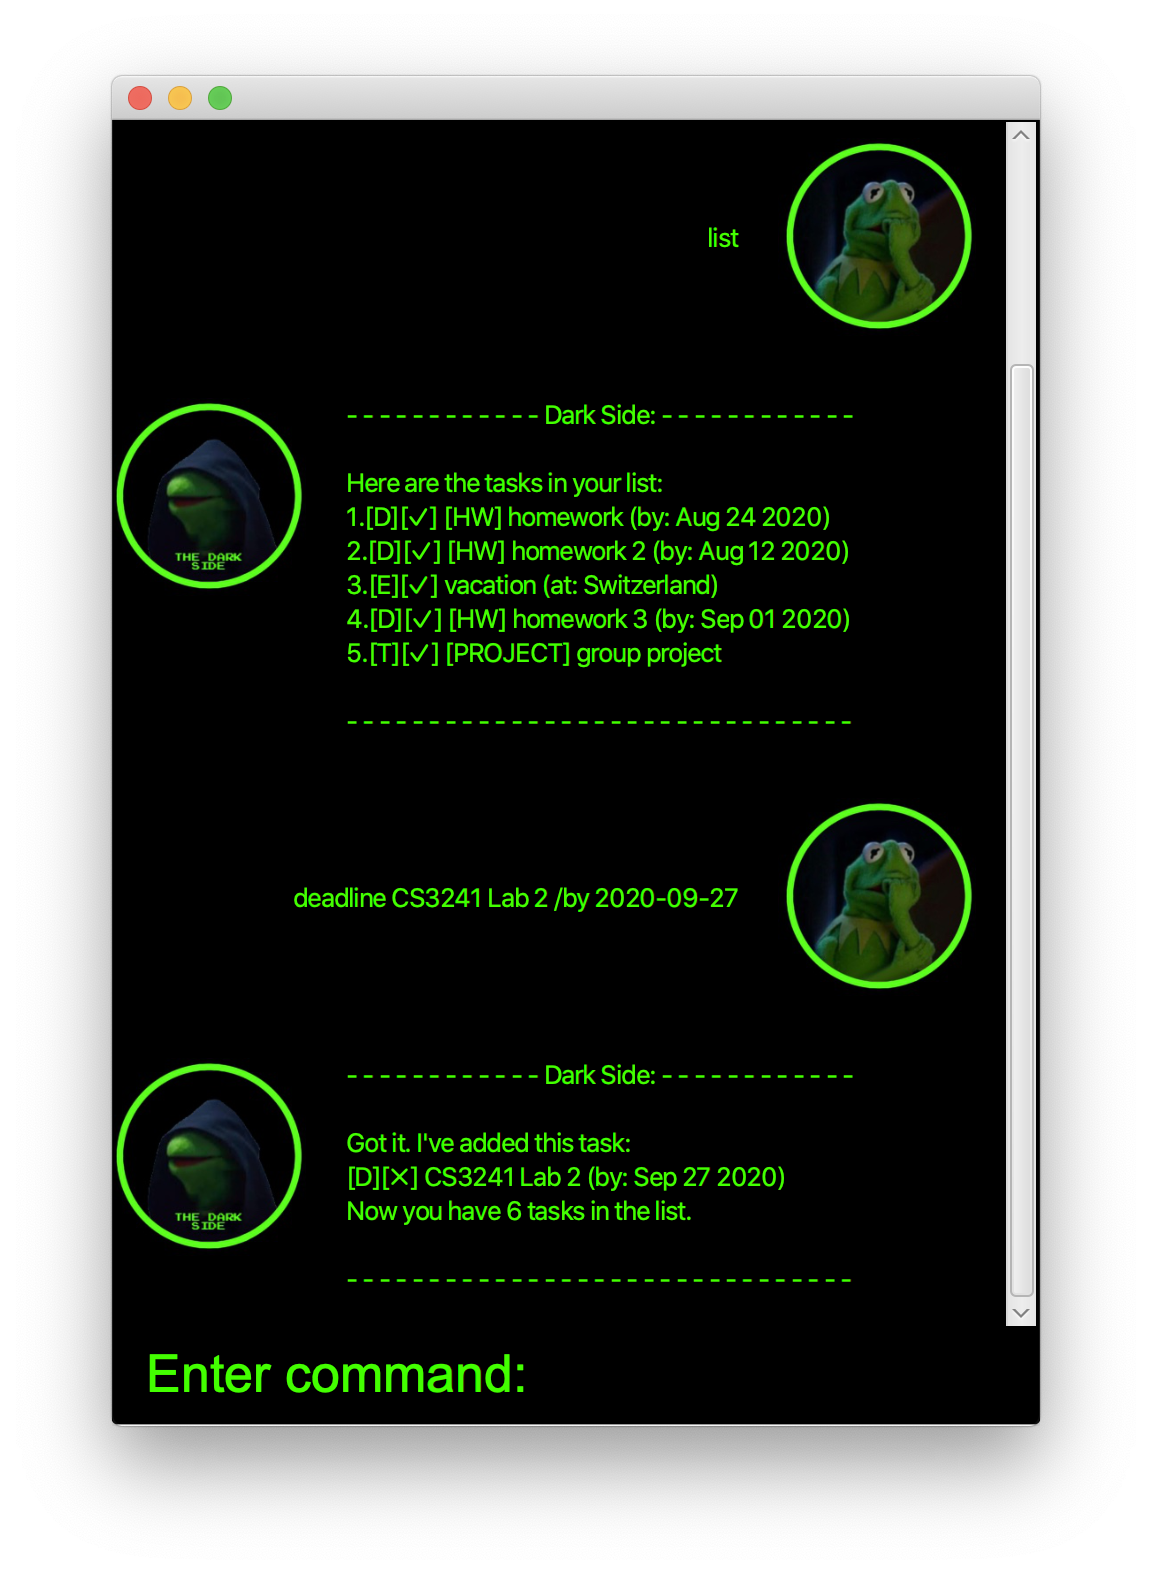 list
- - - - - - - - - - - - Dark Side: - - - - - - - - - - - -
Here are the tasks in your list:
1.[D][✓] [HW] homework (by: Aug 24 2020)
2.[D][✓] [HW] homework 2 (by: Aug 12 2020)
3.[E][✓] vacation (at: Switzerland)
4.[D][✓] [HW] homework 3 (by: Sep 01 2020)
5.[T][✓] [PROJECT] group project
- - - - - - - - - - - - - - - - - - - - - - - - - - - - - - -
THE DARK
SIDE
deadline CS3241 Lab 2 /by 2020-09-27
- - - - - - - - - - - - Dark Side: - - - - - - - - - - - -
Got it. I've added this task:
[D][✕] CS3241 Lab 2 (by: Sep 27 2020)
Now you have 6 tasks in the list.
- - - - - - - - - - - - - - - - - - - - - - - - - - - - - - -
THE DARK
SIDE
Enter command: